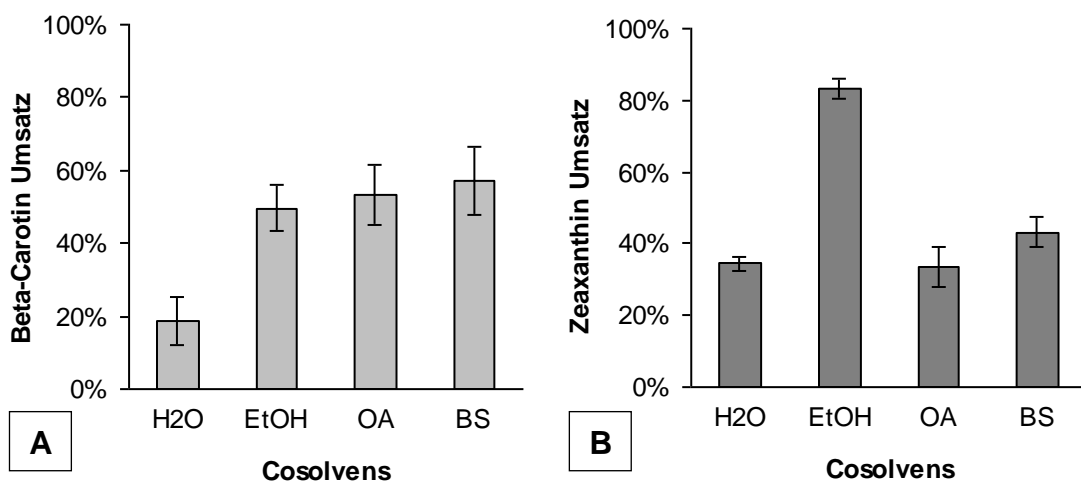 100%
80%
60%
40%
20%
0%
Beta-Carotin Umsatz
H2O EtOH OA BS
Cosolvens
A
100%
80%
60%
40%
20%
0%
Zeaxanthin Umsatz
H2O EtOH OA BS
Cosolvens
B